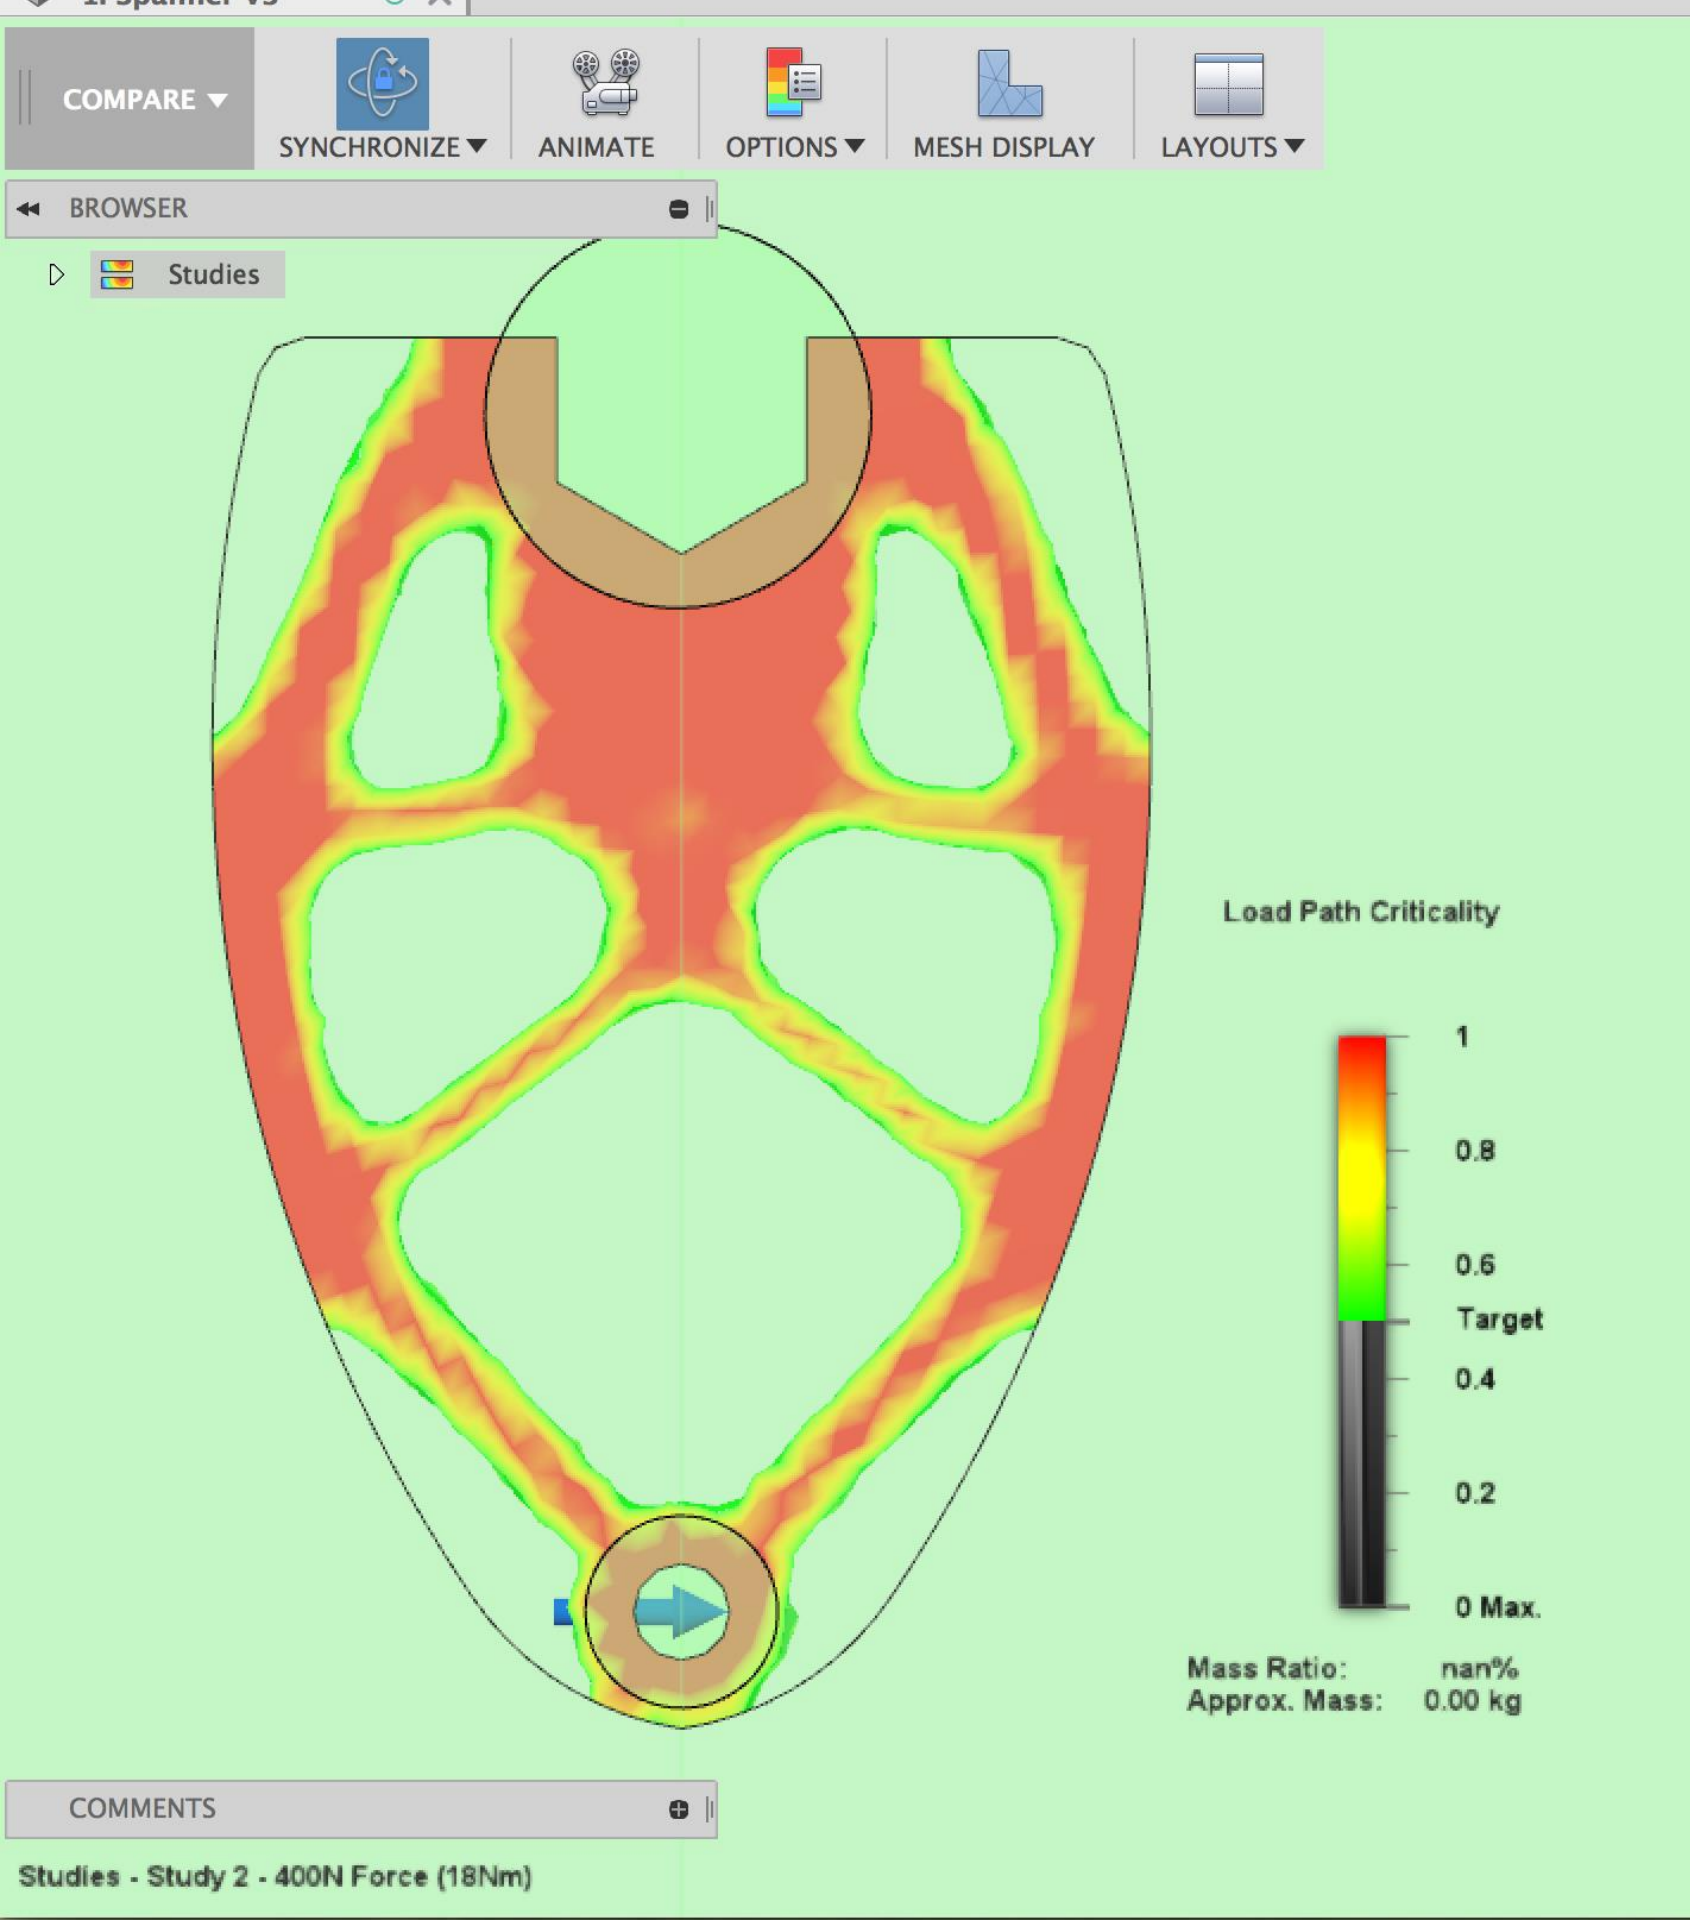 COMPARE
SYNCHRONIZE
ANIMATE
OPTIONS
MESH DISPLAY
LAYOUTS
BROWSER
Studies
Load Path Criticality
1
0.8
0.6
Target
0.4
0.2
0 Max.
Mass Ratio: nan%
Approx. Mass: 0.00 kg
COMMENTS
Studies - Study 2 - 400N Force (18Nm)